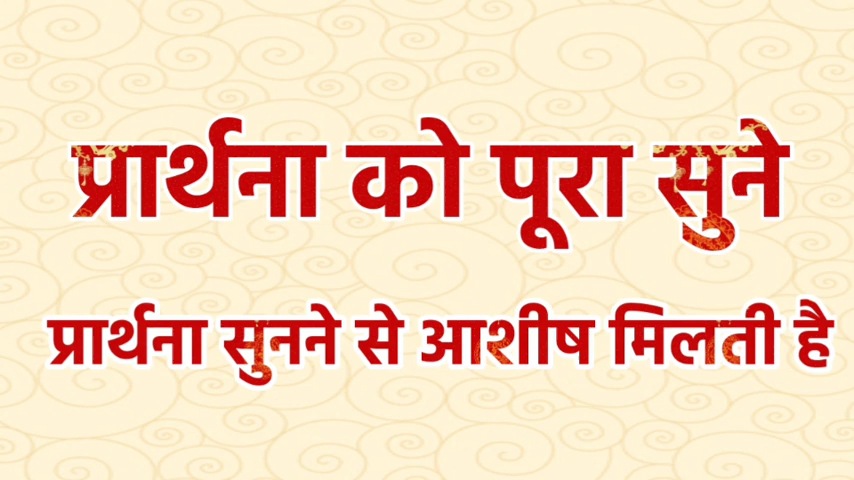 प्रार्थना को पूरा सुने
प्रार्थना सुनने से आशीष मिलती है